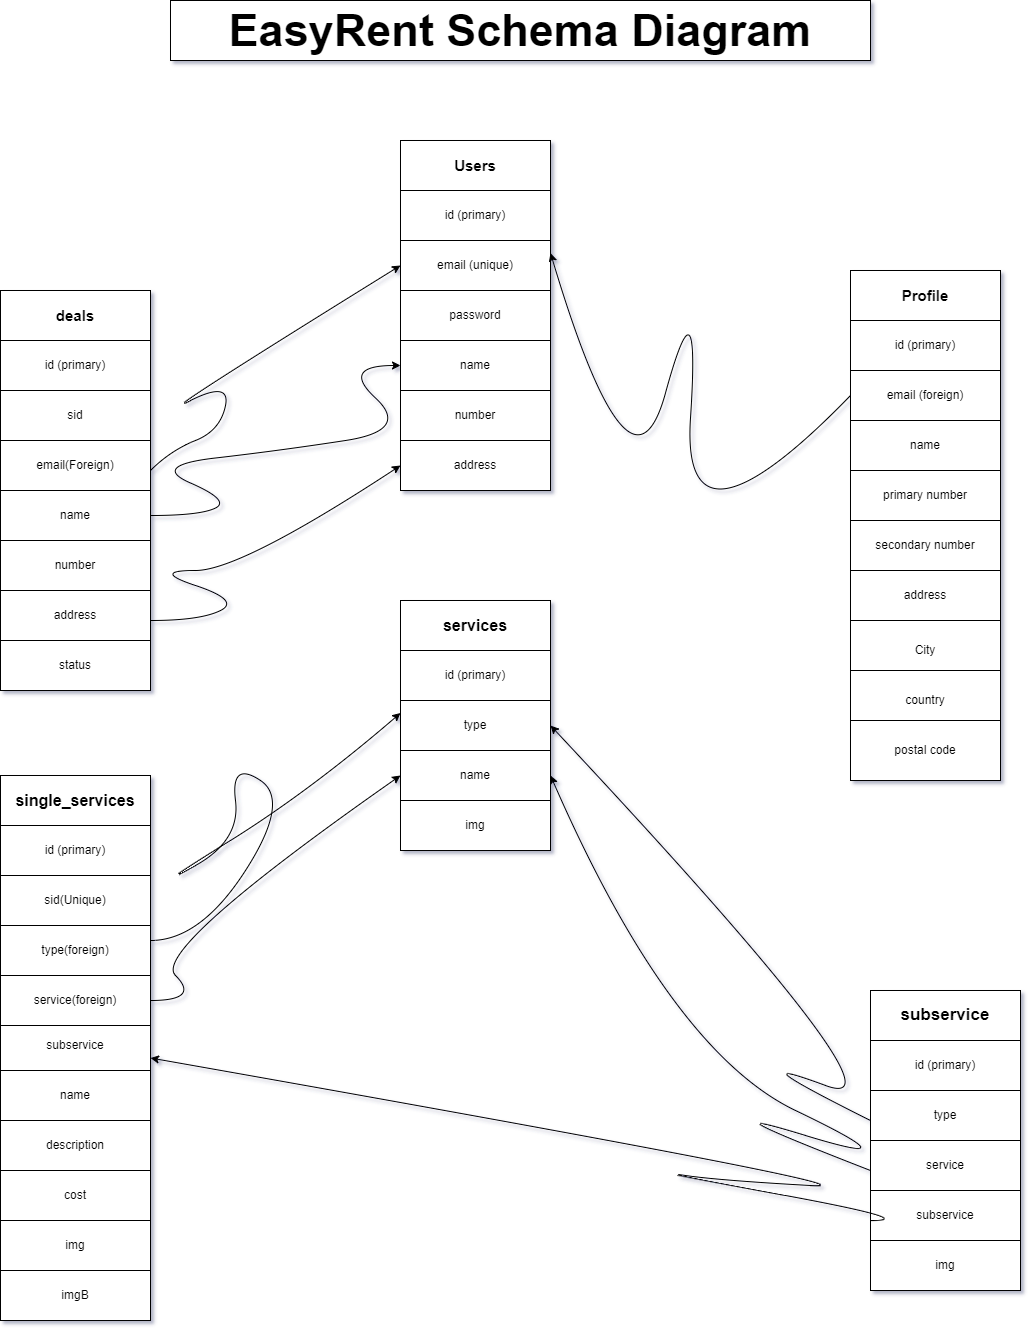 EasyRent Schema Diagram
Users
id (primary)
email (unique)
password
name
number
address
deals
id (primary)
sid
email(Foreign)
name
number
address
status
Profile
id (primary)
email (foreign)
name
primary number
secondary number
address
City
country
postal code
services
id (primary)
type
name
img
single_services
id (primary)
sid(Unique)
type(foreign)
service(foreign)
subservice
name
description
cost
img
imgB
subservice
id (primary)
type
service
subservice
img